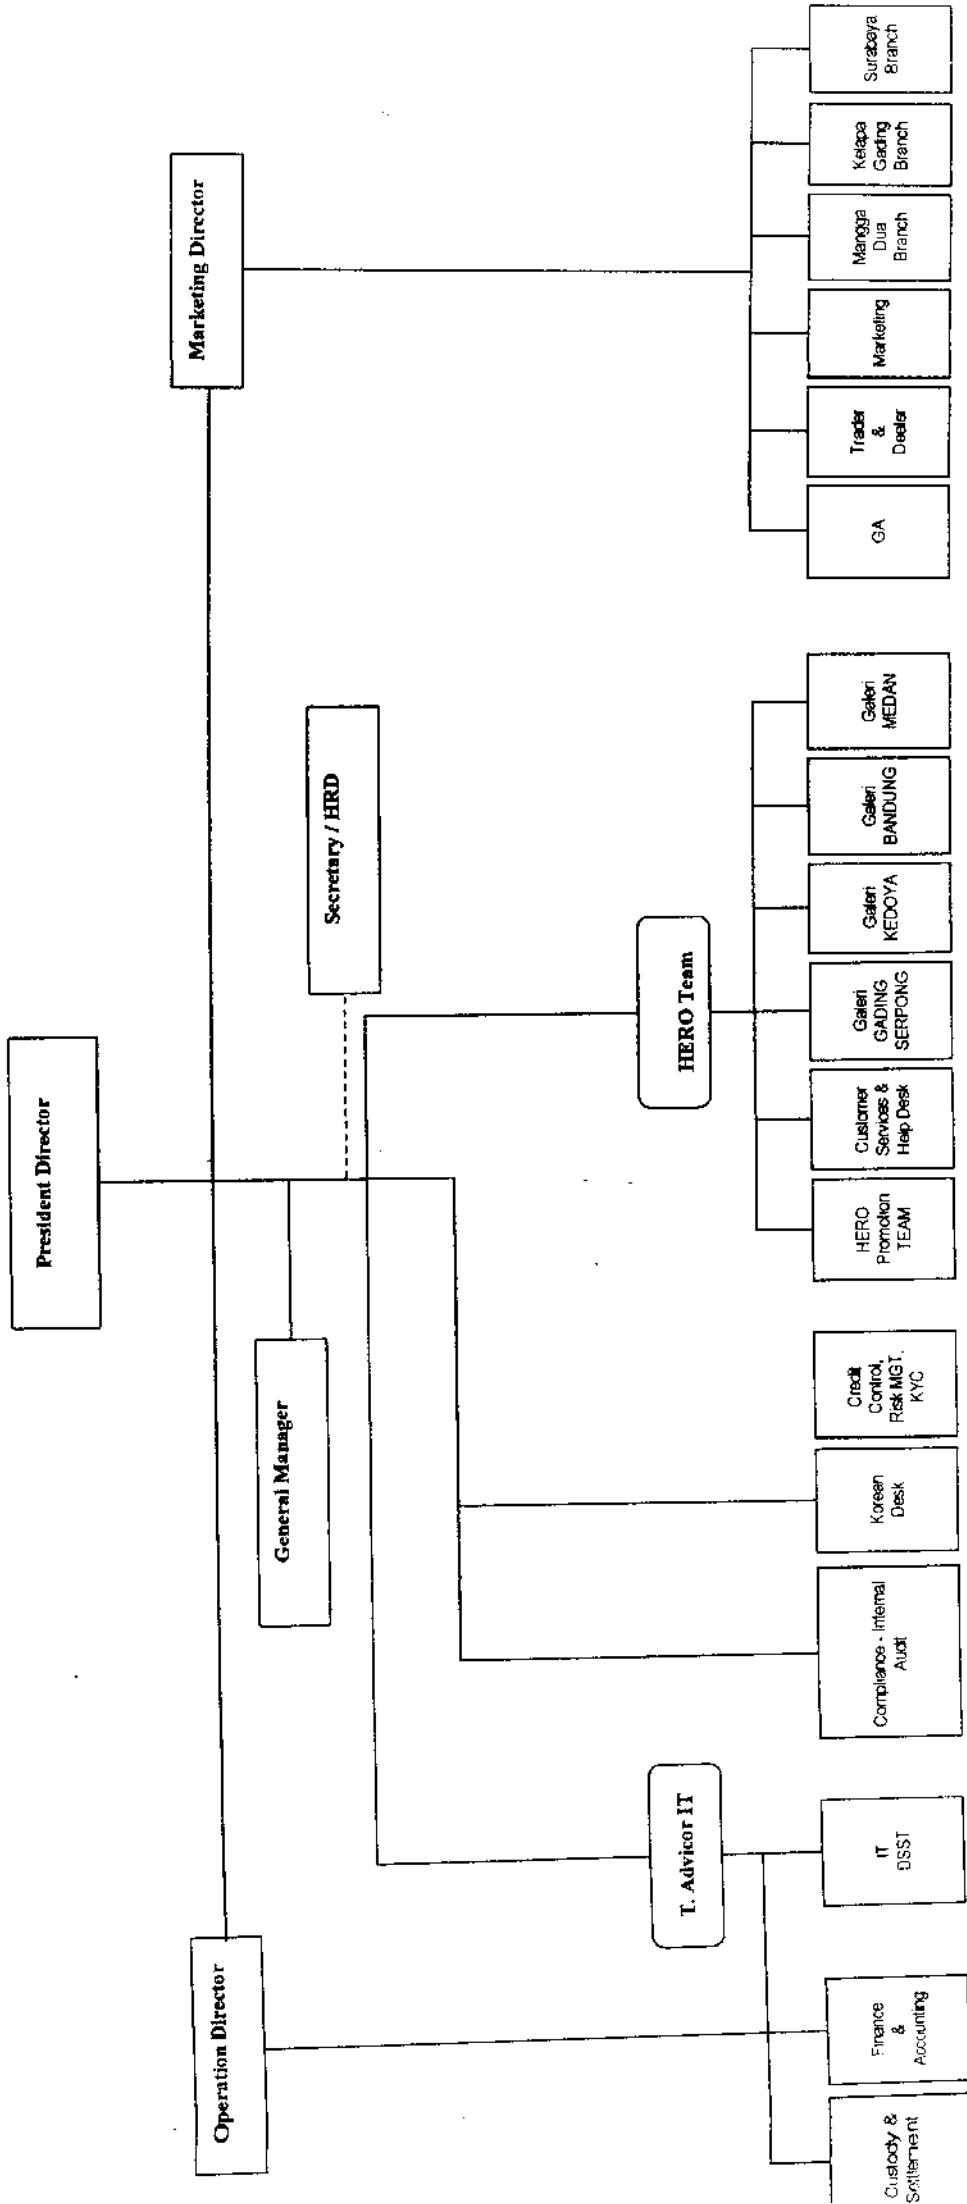 President Director
Operation Director
Marketing Director
General Manager
Secretary / HRD
T. Advicor IT
HERO Team
Custody &
Settlement
Finance
&
Accounting
IT
DSST
Compliance - Internal
Audit
Korean
Desk
Credit
Control,
Risk MGT.
KYC
HERO
Promotion
TEAM
Customer
Services &
Help Desk
Galeri
GADING
SERPONG
Galeri
KEDOYA
Galeri
BANDUNG
Galeri
MEDAN
GA
Trader
&
Dealer
Marketing
Mangga
Dua
Branch
Kelapa
Gading
Branch
Surabaya
Branch